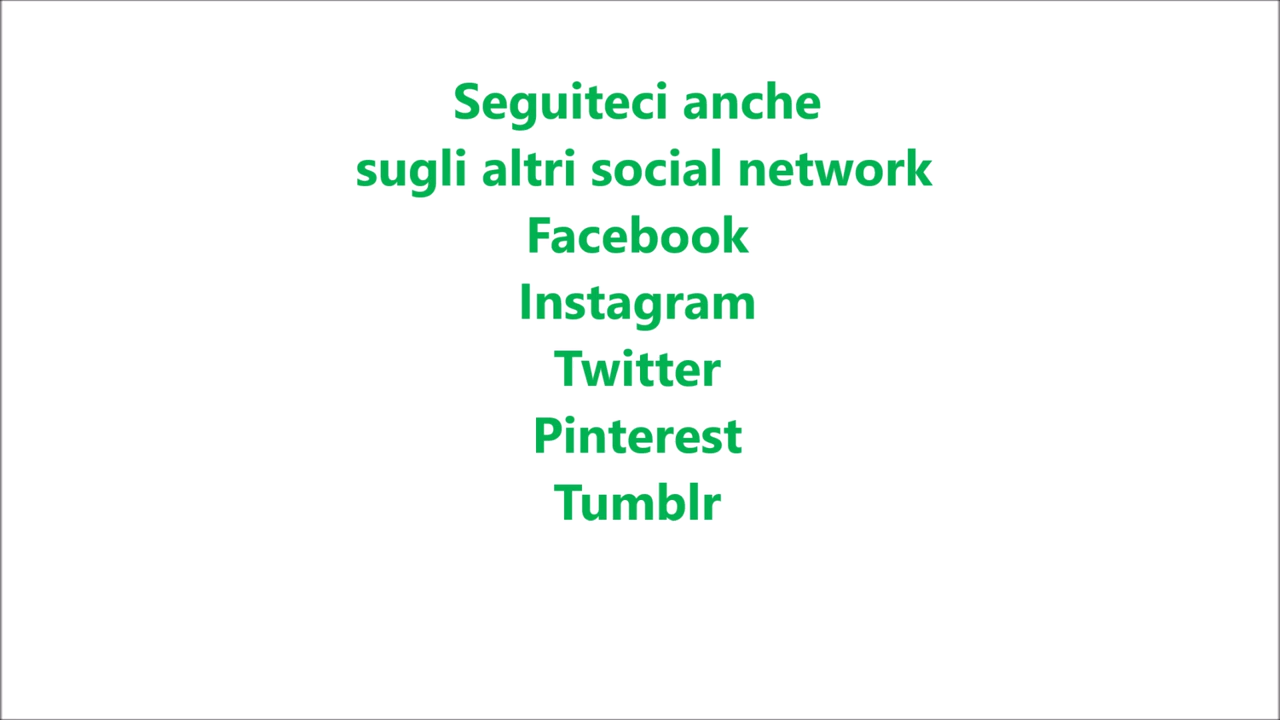 Seguiteci anche
sugli altri social network
Facebook
Instagram
Twitter
Pinterest
Tumblr